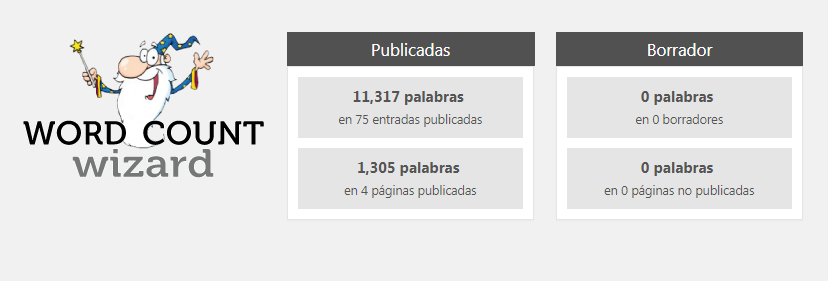 WORD COUNT
wizard
Publicadas
11,317 palabras
en 75 entradas publicadas
1,305 palabras
en 4 páginas publicadas
Borrador
0 palabras
en 0 borradores
0 palabras
en 0 páginas no publicadas